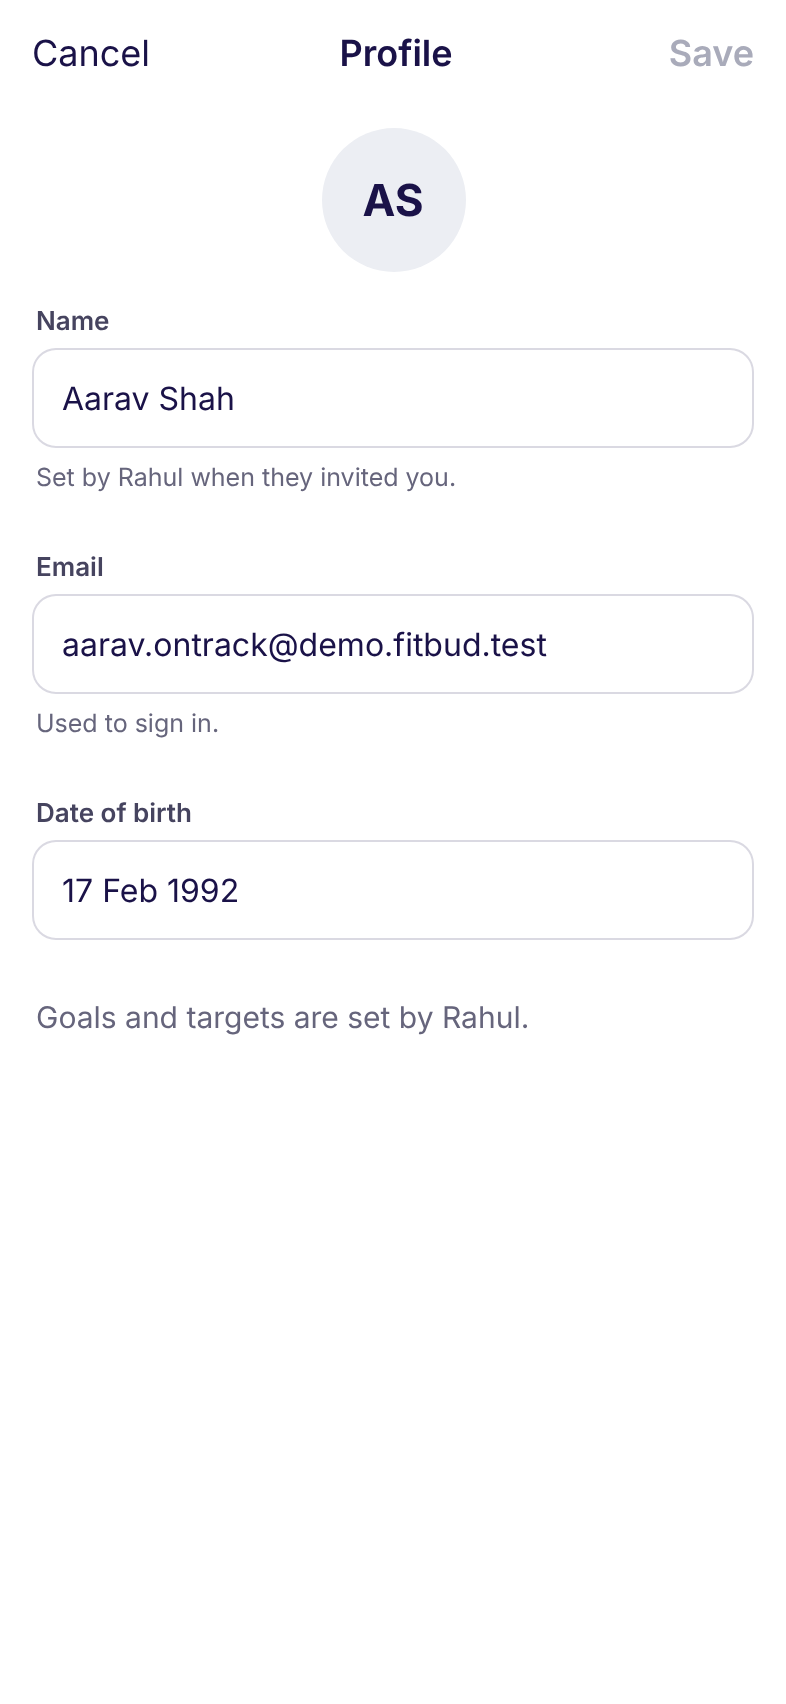 Cancel Profile Save
AS
Name
Aarav Shah
Set by Rahul when they invited you.
Email
aarav.ontrack@demo.fitbud.test
Used to sign in.
Date of birth
17 Feb 1992
Goals and targets are set by Rahul.